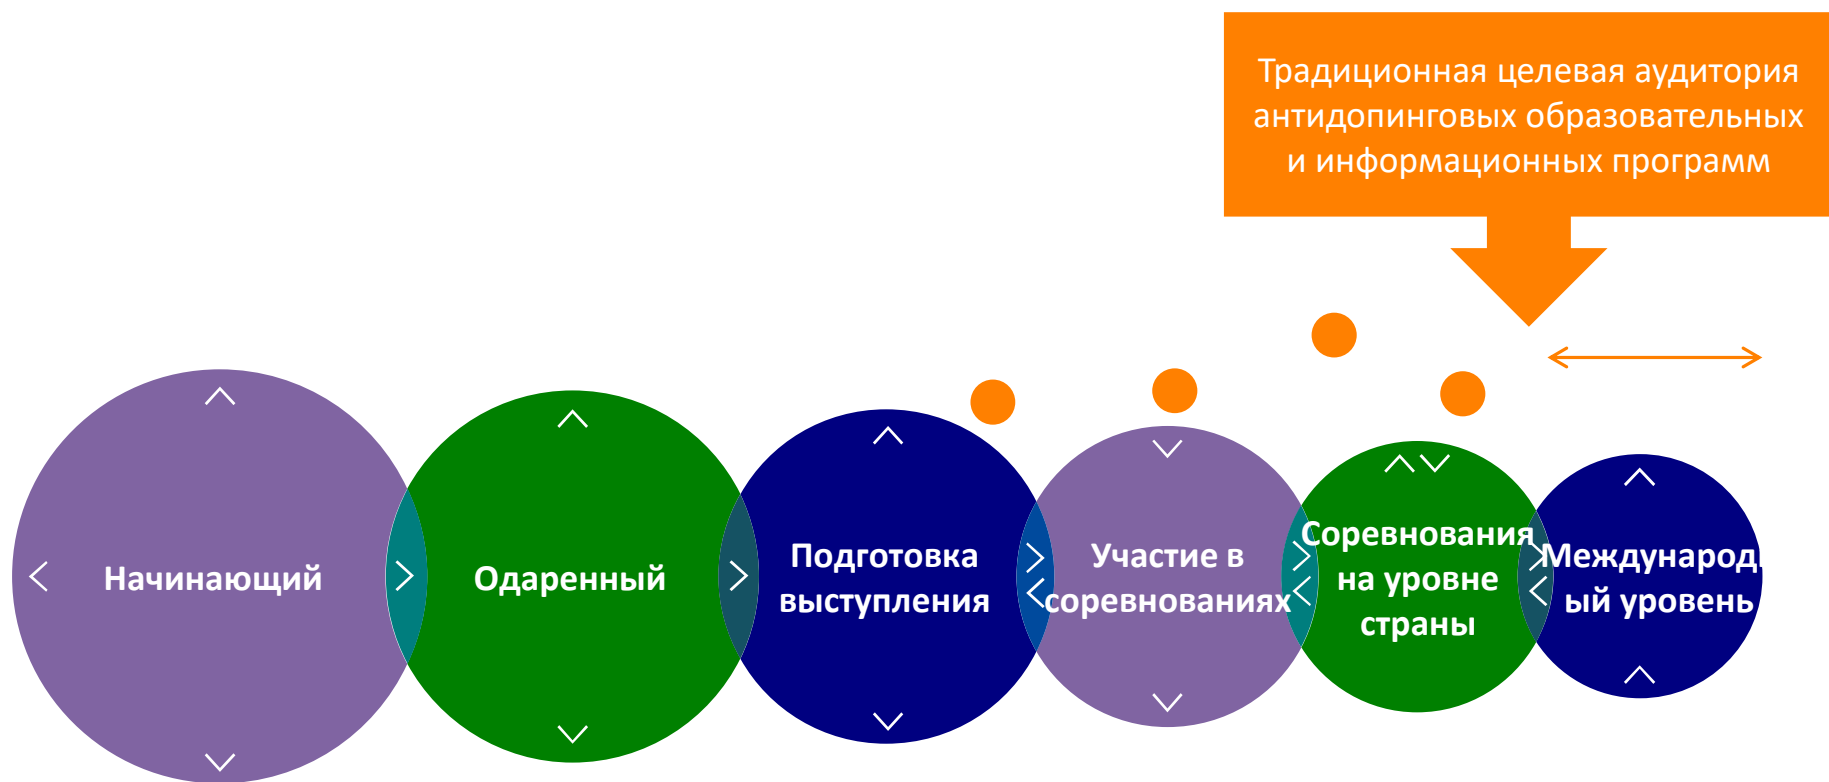 Традиционная целевая аудитория
антидопинговых образовательных
и информационных программ
Начинающий
Одаренный
Подготовка
выступления
Участие в
соревнованиях
Соревнования
на уровне
страны
Международн
ый уровень